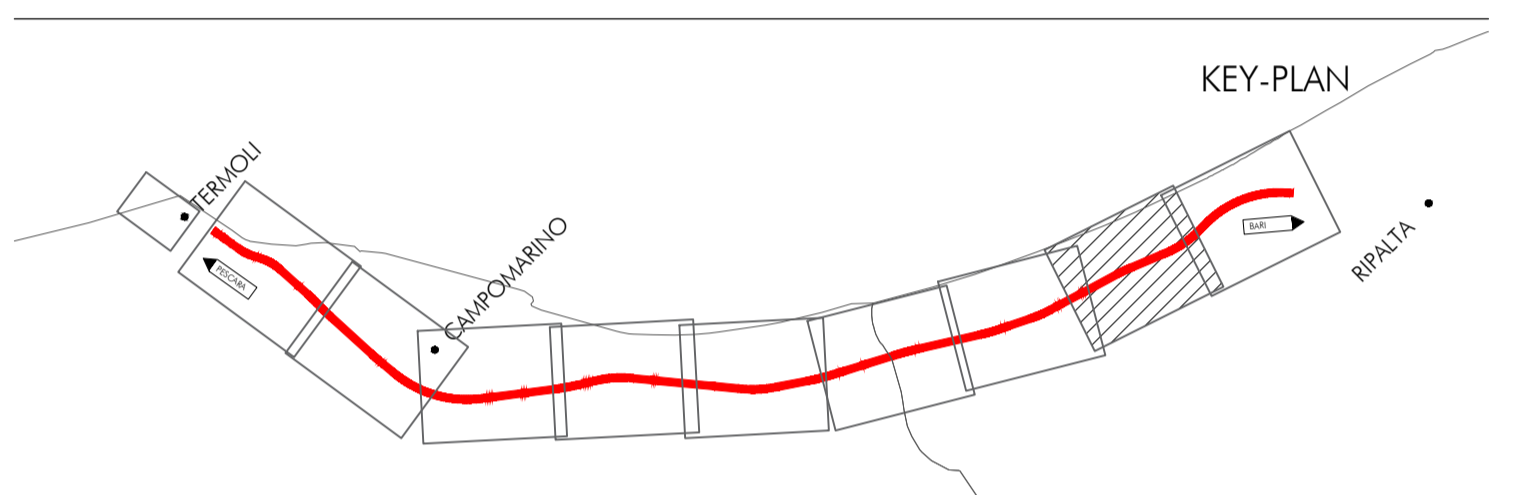 KEY-PLAN
TERMOLI
CAMPOMARINO
PESCARA
BARI
RIPALTA